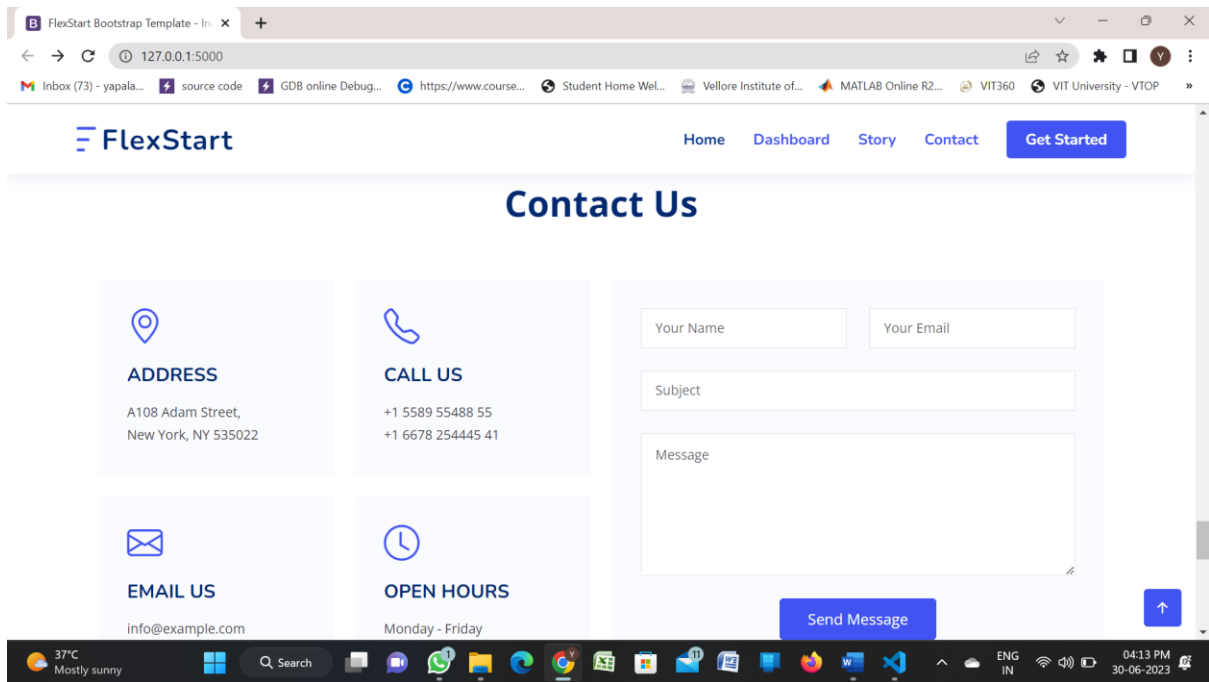 FlexStart Bootstrap Template - In
127.0.0.1:5000
Y
Inbox (73) - yapala...
source code
GDB online Debug...
https://www.course...
Student Home Wel...
Vellore Institute of...
MATLAB Online R2...
VIT360
VIT University - VTOP
»
FlexStart
Home
Dashboard
Story
Contact
Get Started
Contact Us
ADDRESS
A108 Adam Street,
New York, NY 535022
CALL US
+1 5589 55488 55
+1 6678 254445 41
Your Name
Your Email
Subject
Message
EMAIL US
info@example.com
OPEN HOURS
Monday - Friday
Send Message
37°C
Mostly sunny
Search
ENG
IN
04:13 PM
30-06-2023